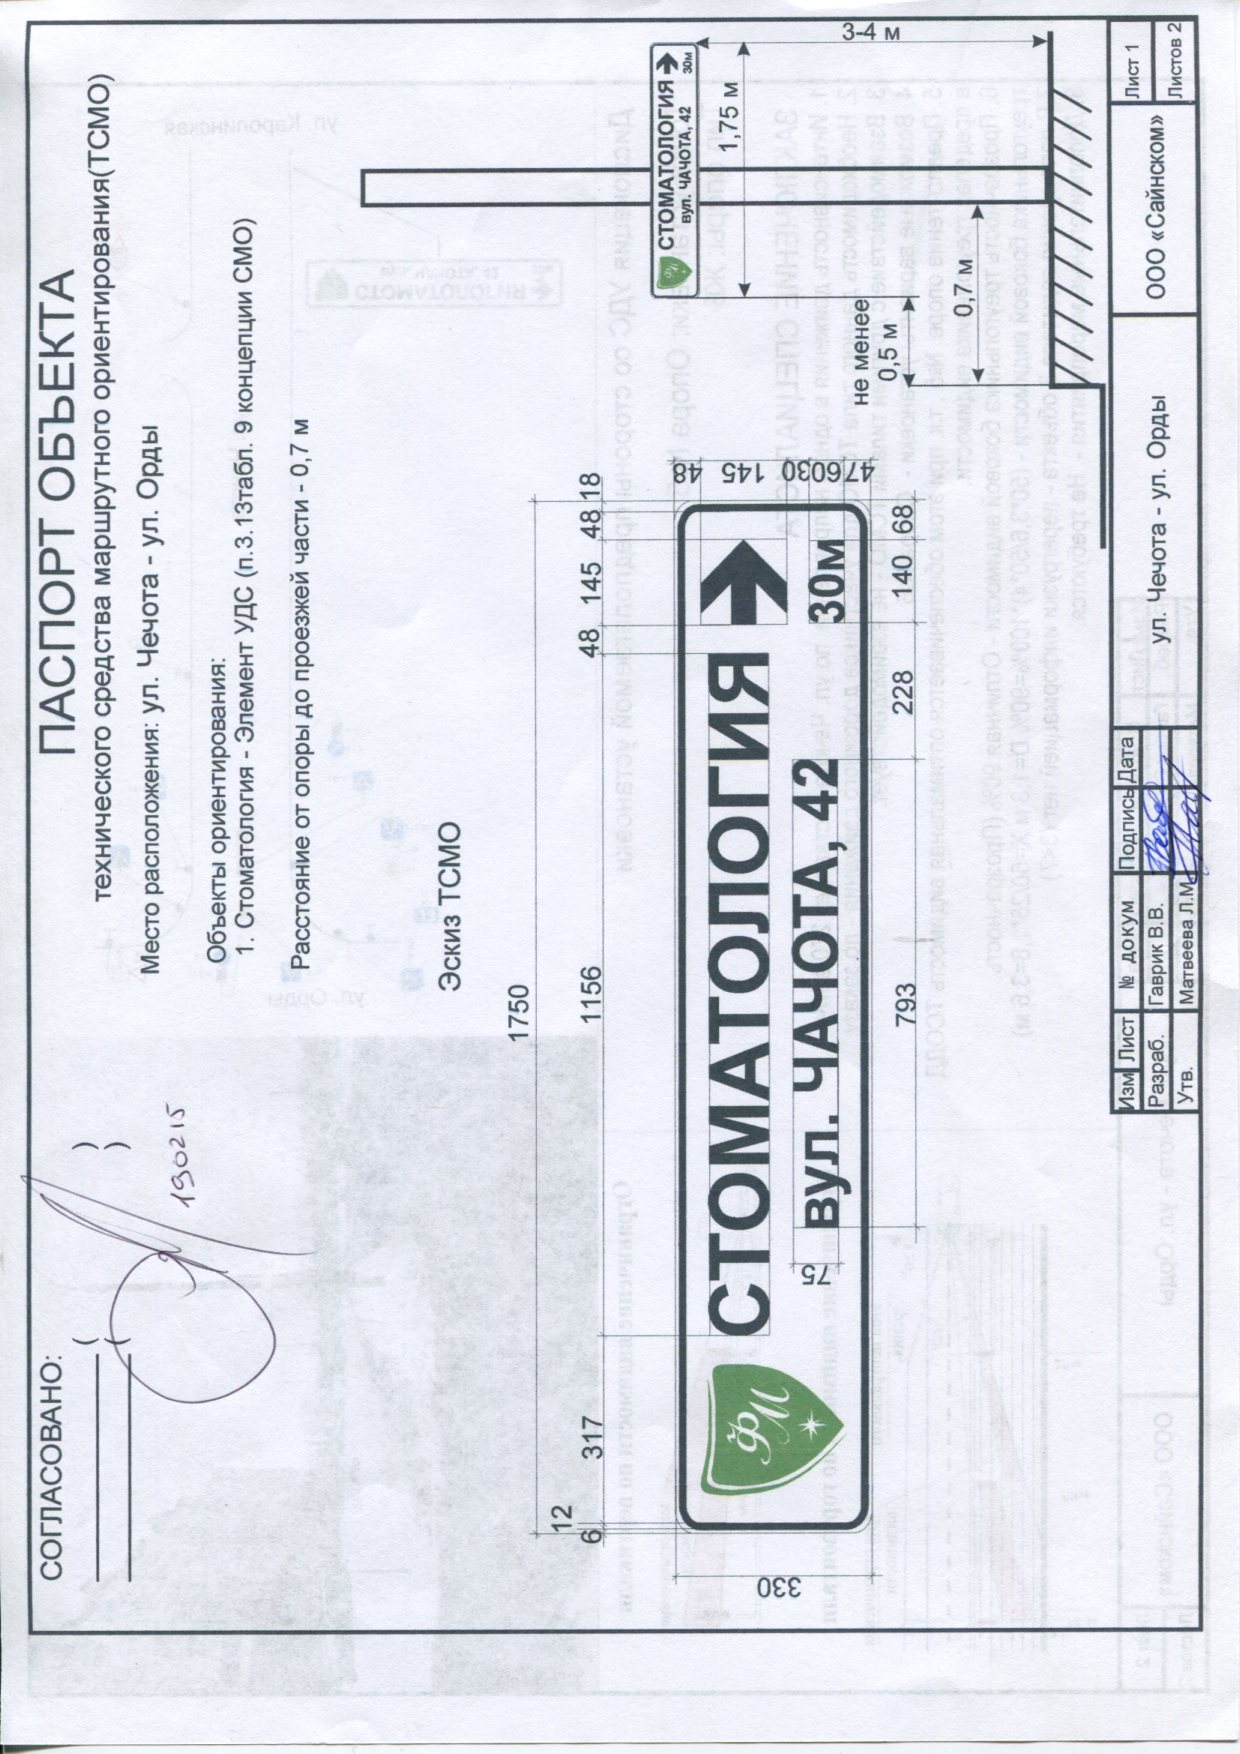 СОГЛАСОВАНО:
( )
( )
190215
ПАСПОРТ ОБЪЕКТА
технического средства маршрутного ориентирования(ТСМО)
Место расположения: ул. Чечота - ул. Орды
Объекты ориентирования:
1. Стоматология - Элемент УДС (п.3.13табл. 9 концепции СМО)
Расстояние от опоры до проезжей части - 0,7 м
Эскиз ТСМО
1750
12
6
317
1156
48
145
48
18
330
ФМ
СТОМАТОЛОГИЯ
вул. ЧАЧОТА, 42
30м
75
793
228
140
68
48
145
30
60
47
СТОМАТОЛОГИЯ
вул. ЧАЧОТА, 42
30м
1,75 м
3-4 м
не менее
0,5 м
0,7 м
Изм Лист № докум Подпись Дата
Разраб. Гаврик В.В.
Утв. Матвеева Л.М
ул. Чечота - ул. Орды
ООО «Сайнском»
Лист 1
Листов 2